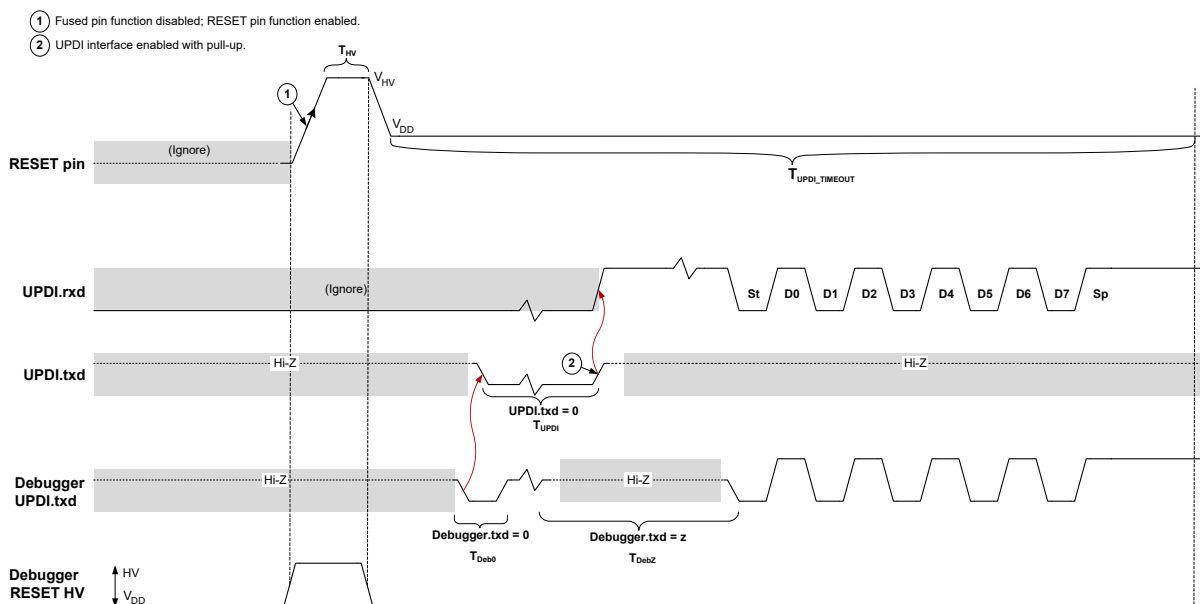 1 Fused pin function disabled; RESET pin function enabled.
2 UPDI interface enabled with pull-up.
THV
VHV
1
VDD
(Ignore)
RESET pin
TUPDI_TIMEOUT
UPDI.rxd
(Ignore)
St D0 D1 D2 D3 D4 D5 D6 D7 Sp
Hi-Z
2
Hi-Z
UPDI.txd
UPDI.txd = 0
TUPDI
Hi-Z
Hi-Z
Debugger
UPDI.txd
Debugger.txd = 0
Debugger.txd = z
TDeb0
TDebZ
Debugger
RESET HV
HV
VDD